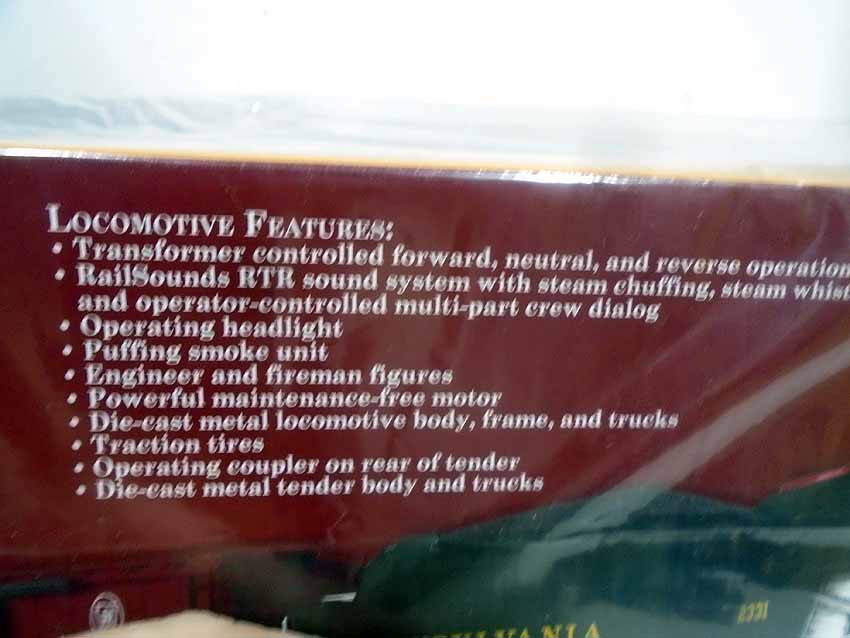 LOCOMOTIVE FEATURES:
• Transformer controlled forward, neutral, and reverse operation
• RailSounds RTR sound system with steam chuffing, steam whist
and operator-controlled multi-part crew dialog
• Operating headlight
• Puffing smoke unit
• Engineer and fireman figures
• Powerful maintenance-free motor
• Die-cast metal locomotive body, frame, and trucks
• Traction tires
• Operating coupler on rear of tender
• Die-cast metal tender body and trucks
2331
SYLVANIA